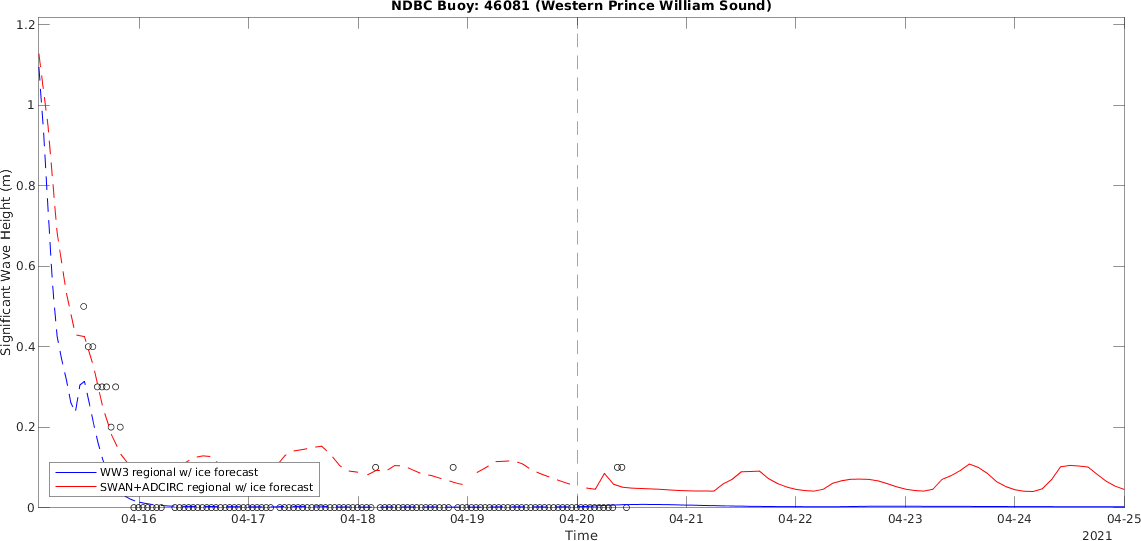 NDBC Buoy: 46081 (Western Prince William Sound)
1.2
1
0.8
0.6
0.4
0.2
0
Significant Wave Height (m)
WW3 regional w/ ice forecast
SWAN+ADCIRC regional w/ ice forecast
04-16 04-17 04-18 04-19 04-20 04-21 04-22 04-23 04-24 04-25
Time
2021